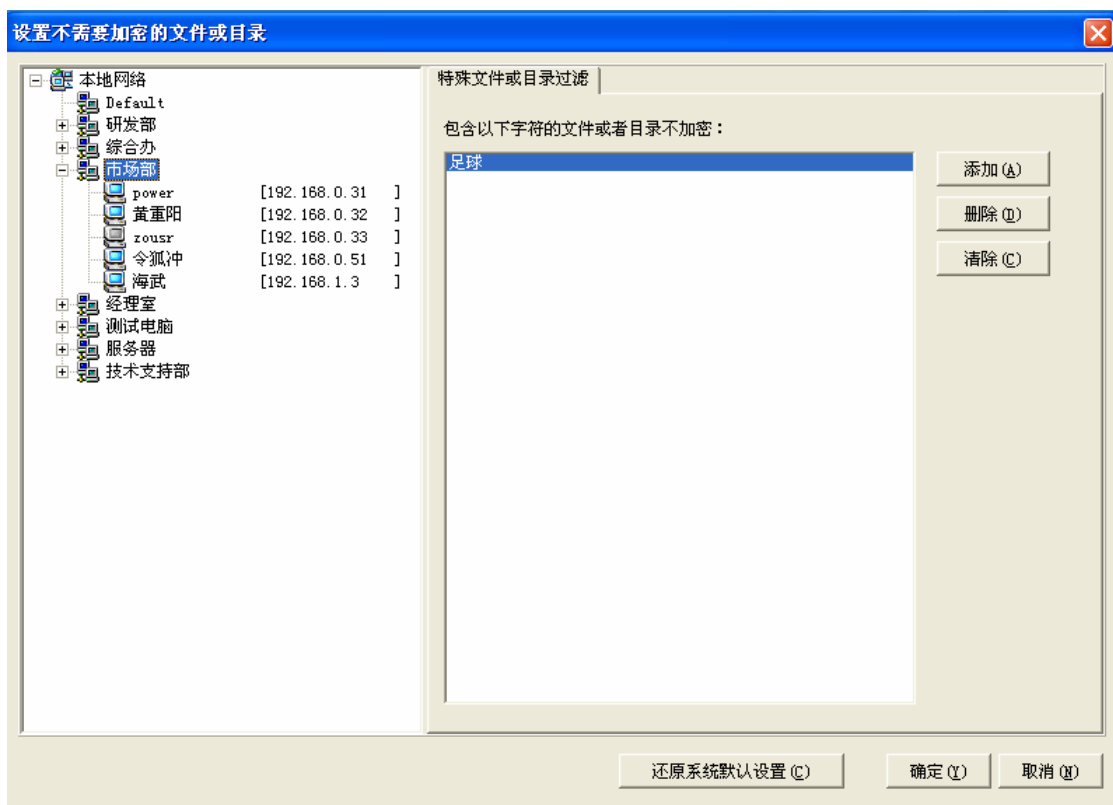 设置不需要加密的文件或目录
本地网络
Default
研发部
综合办
市场部
power [192.168.0.31 ]
黄重阳 [192.168.0.32 ]
zousr [192.168.0.33 ]
令狐冲 [192.168.0.51 ]
海武 [192.168.1.3 ]
经理室
测试电脑
服务器
技术支持部
特殊文件或目录过滤
包含以下字符的文件或者目录不加密：
足球
添加(A)
删除(D)
清除(C)
还原系统默认设置(C)
确定(Y)
取消(N)